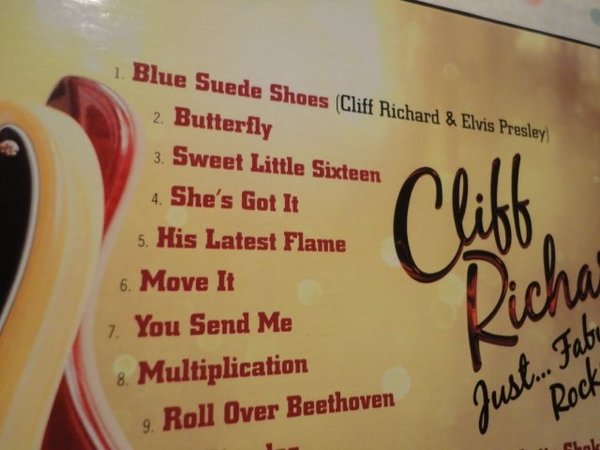 1. Blue Suede Shoes (Cliff Richard & Elvis Presley)
2. Butterfly
3. Sweet Little Sixteen
4. She's Got It
5. His Latest Flame
6. Move It
7. You Send Me
8. Multiplication
9. Roll Over Beethoven
Cliff
Just...
Rock